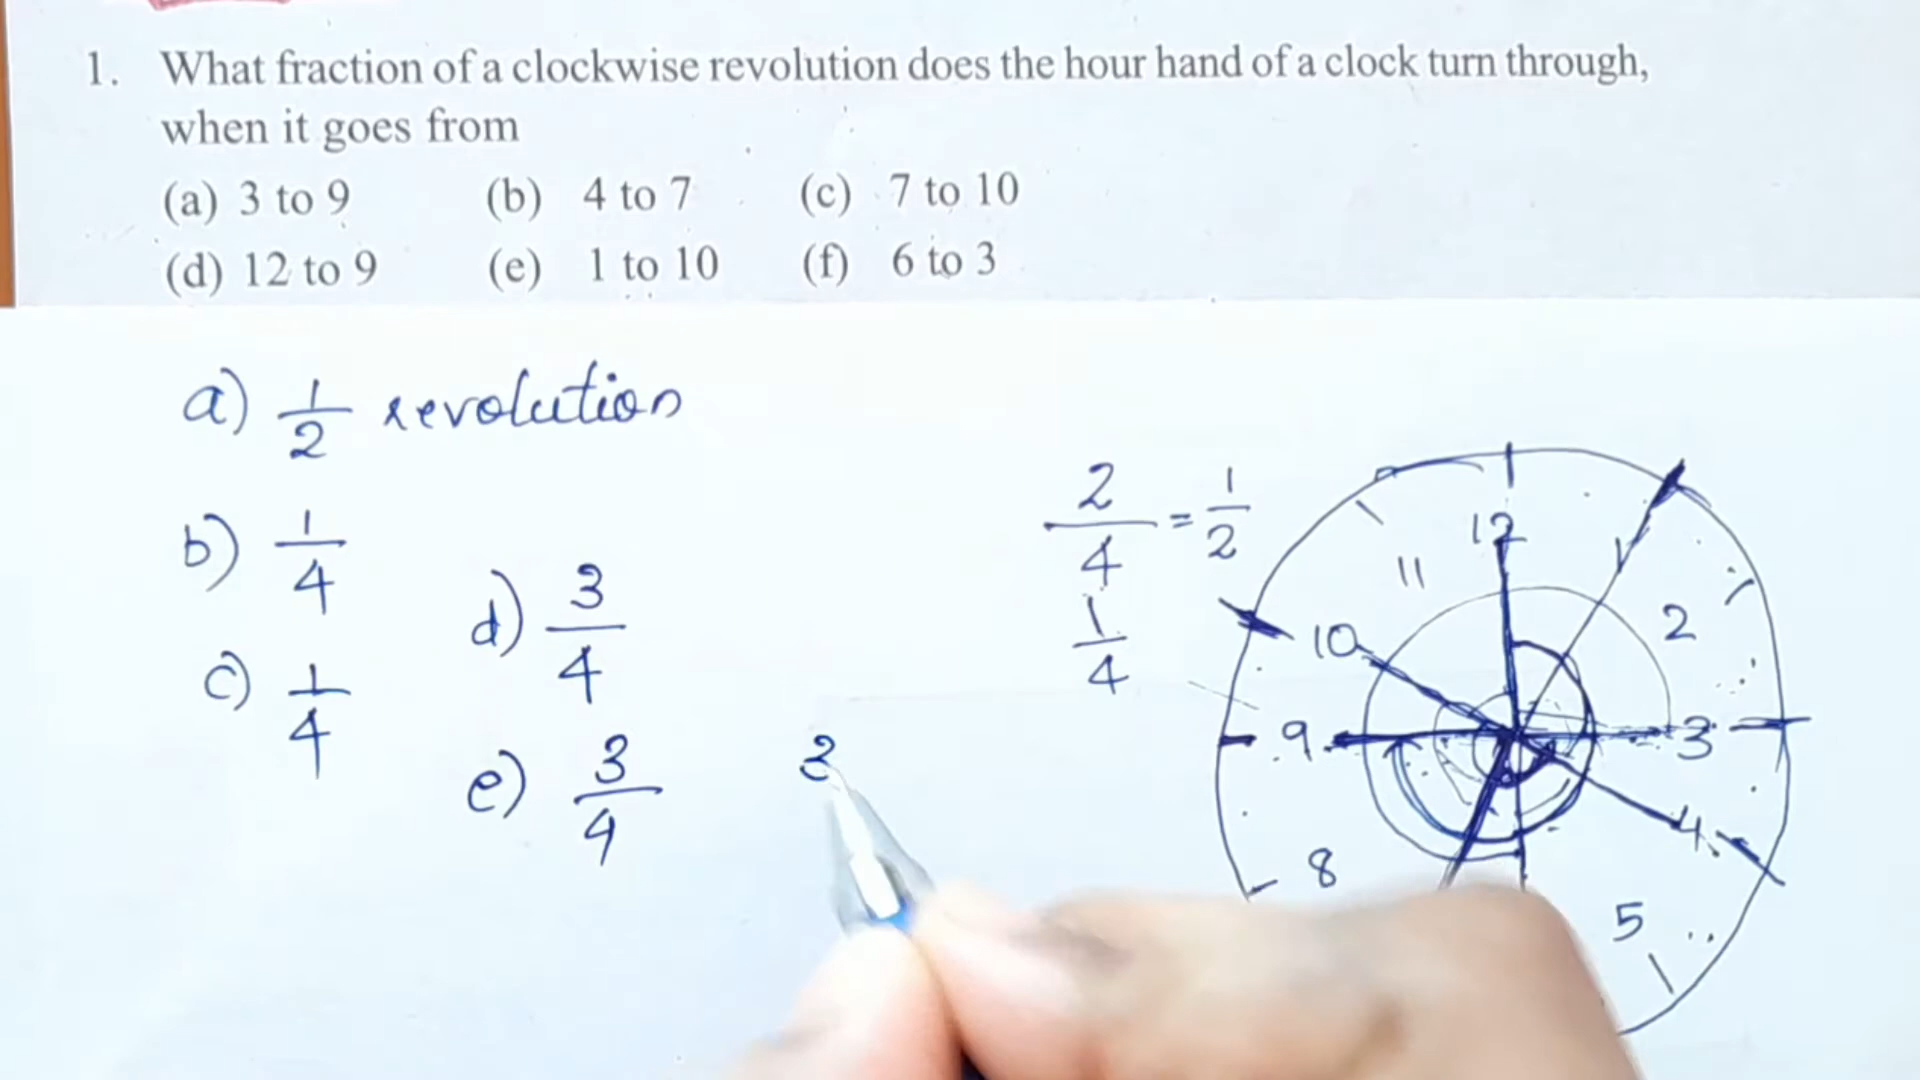 1. What fraction of a clockwise revolution does the hour hand of a clock turn through,
when it goes from
(a) 3 to 9 (b) 4 to 7 (c) 7 to 10
(d) 12 to 9 (e) 1 to 10 (f) 6 to 3
a) 1/2 revolution
b) 1/4
c) 1/4
d) 3/4
e) 3/4
3
2/4 = 1/2
1/4
12
11
1
10
2
9
3
8
4
5